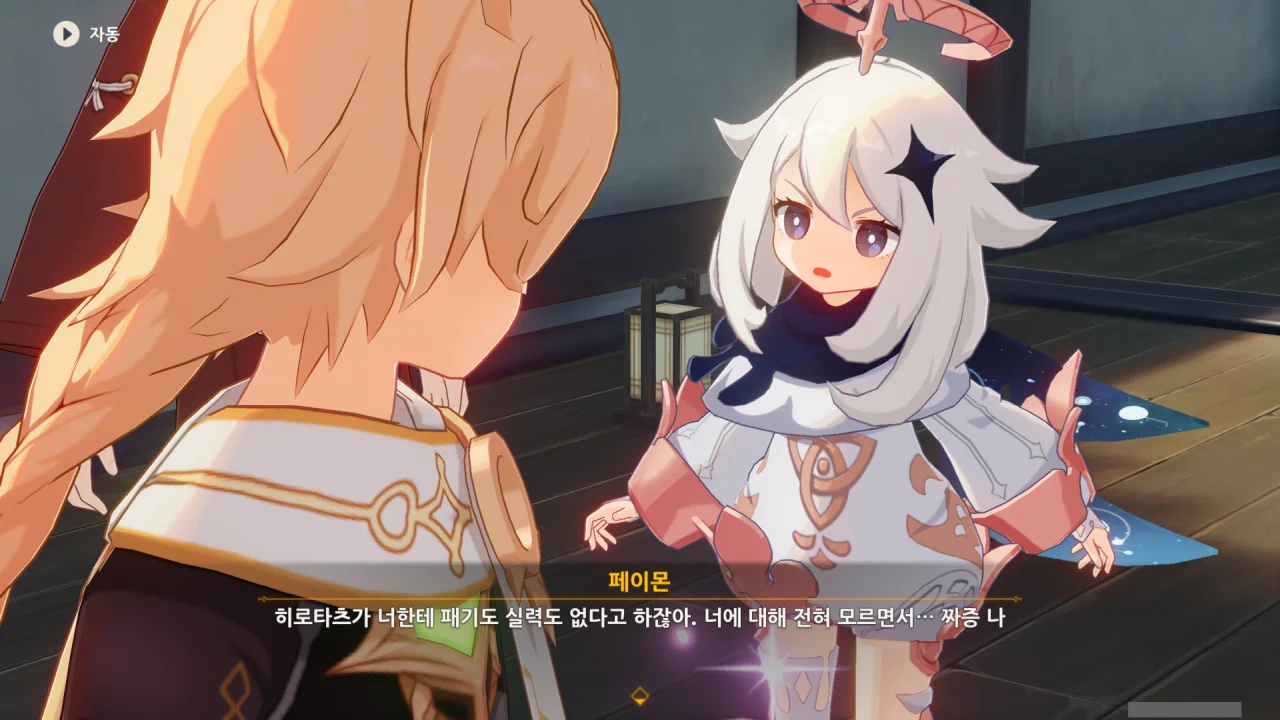 자동
페이몬
히로타츠가 너한테 패기도 실력도 없다고 하잖아. 너에 대해 전혀 모르면서… 짜증 나